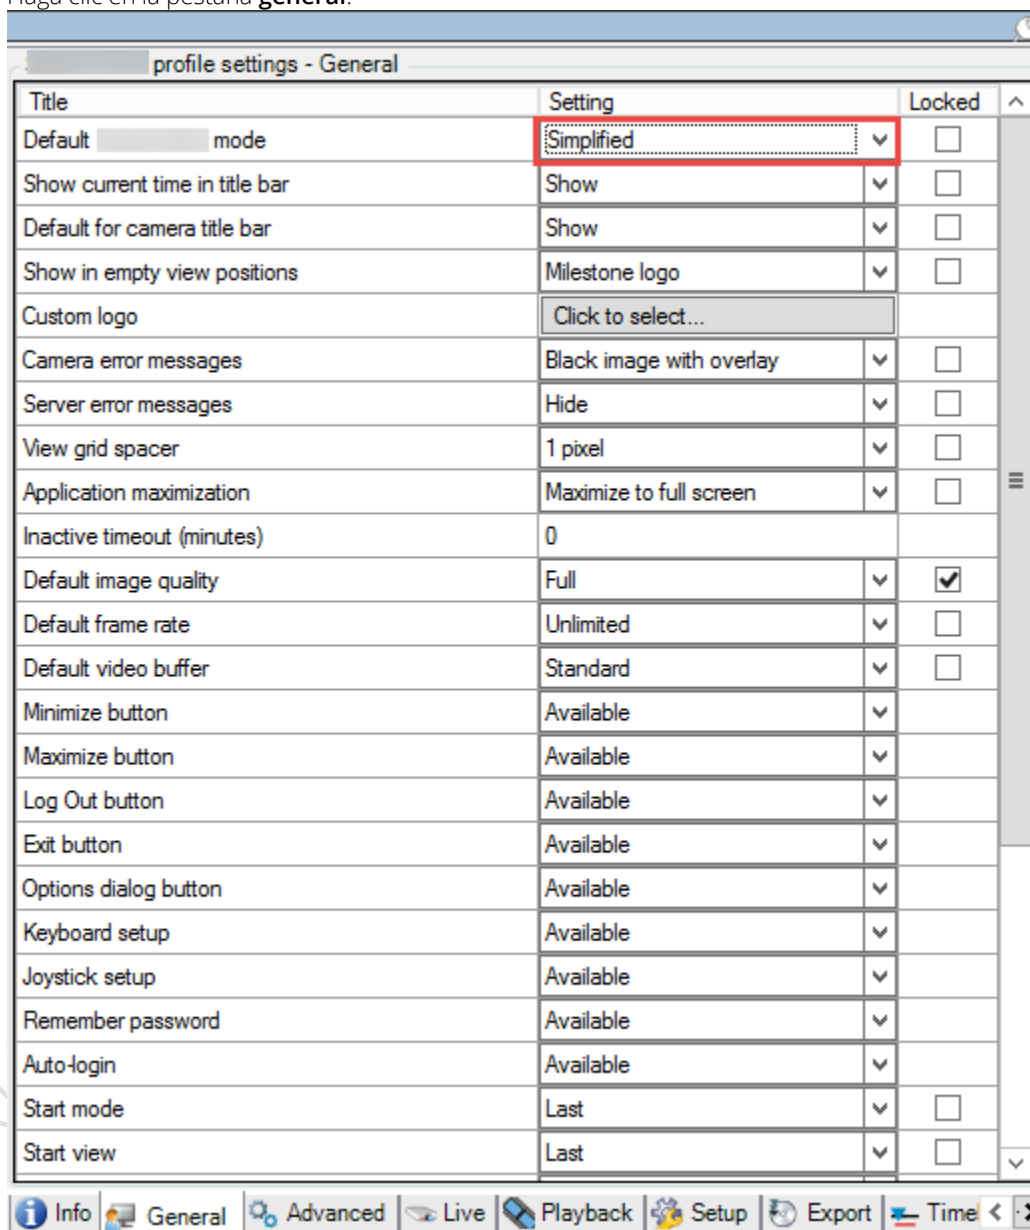 Haga clic en la pestaña general.
profile settings - General
Title Setting Locked
Default mode Simplified
Show current time in title bar Show
Default for camera title bar Show
Show in empty view positions Milestone logo
Custom logo Click to select...
Camera error messages Black image with overlay
Server error messages Hide
View grid spacer 1 pixel
Application maximization Maximize to full screen
Inactive timeout (minutes) 0
Default image quality Full
Default frame rate Unlimited
Default video buffer Standard
Minimize button Available
Maximize button Available
Log Out button Available
Exit button Available
Options dialog button Available
Keyboard setup Available
Joystick setup Available
Remember password Available
Auto-login Available
Start mode Last
Start view Last
Info General Advanced Live Playback Setup Export Timel